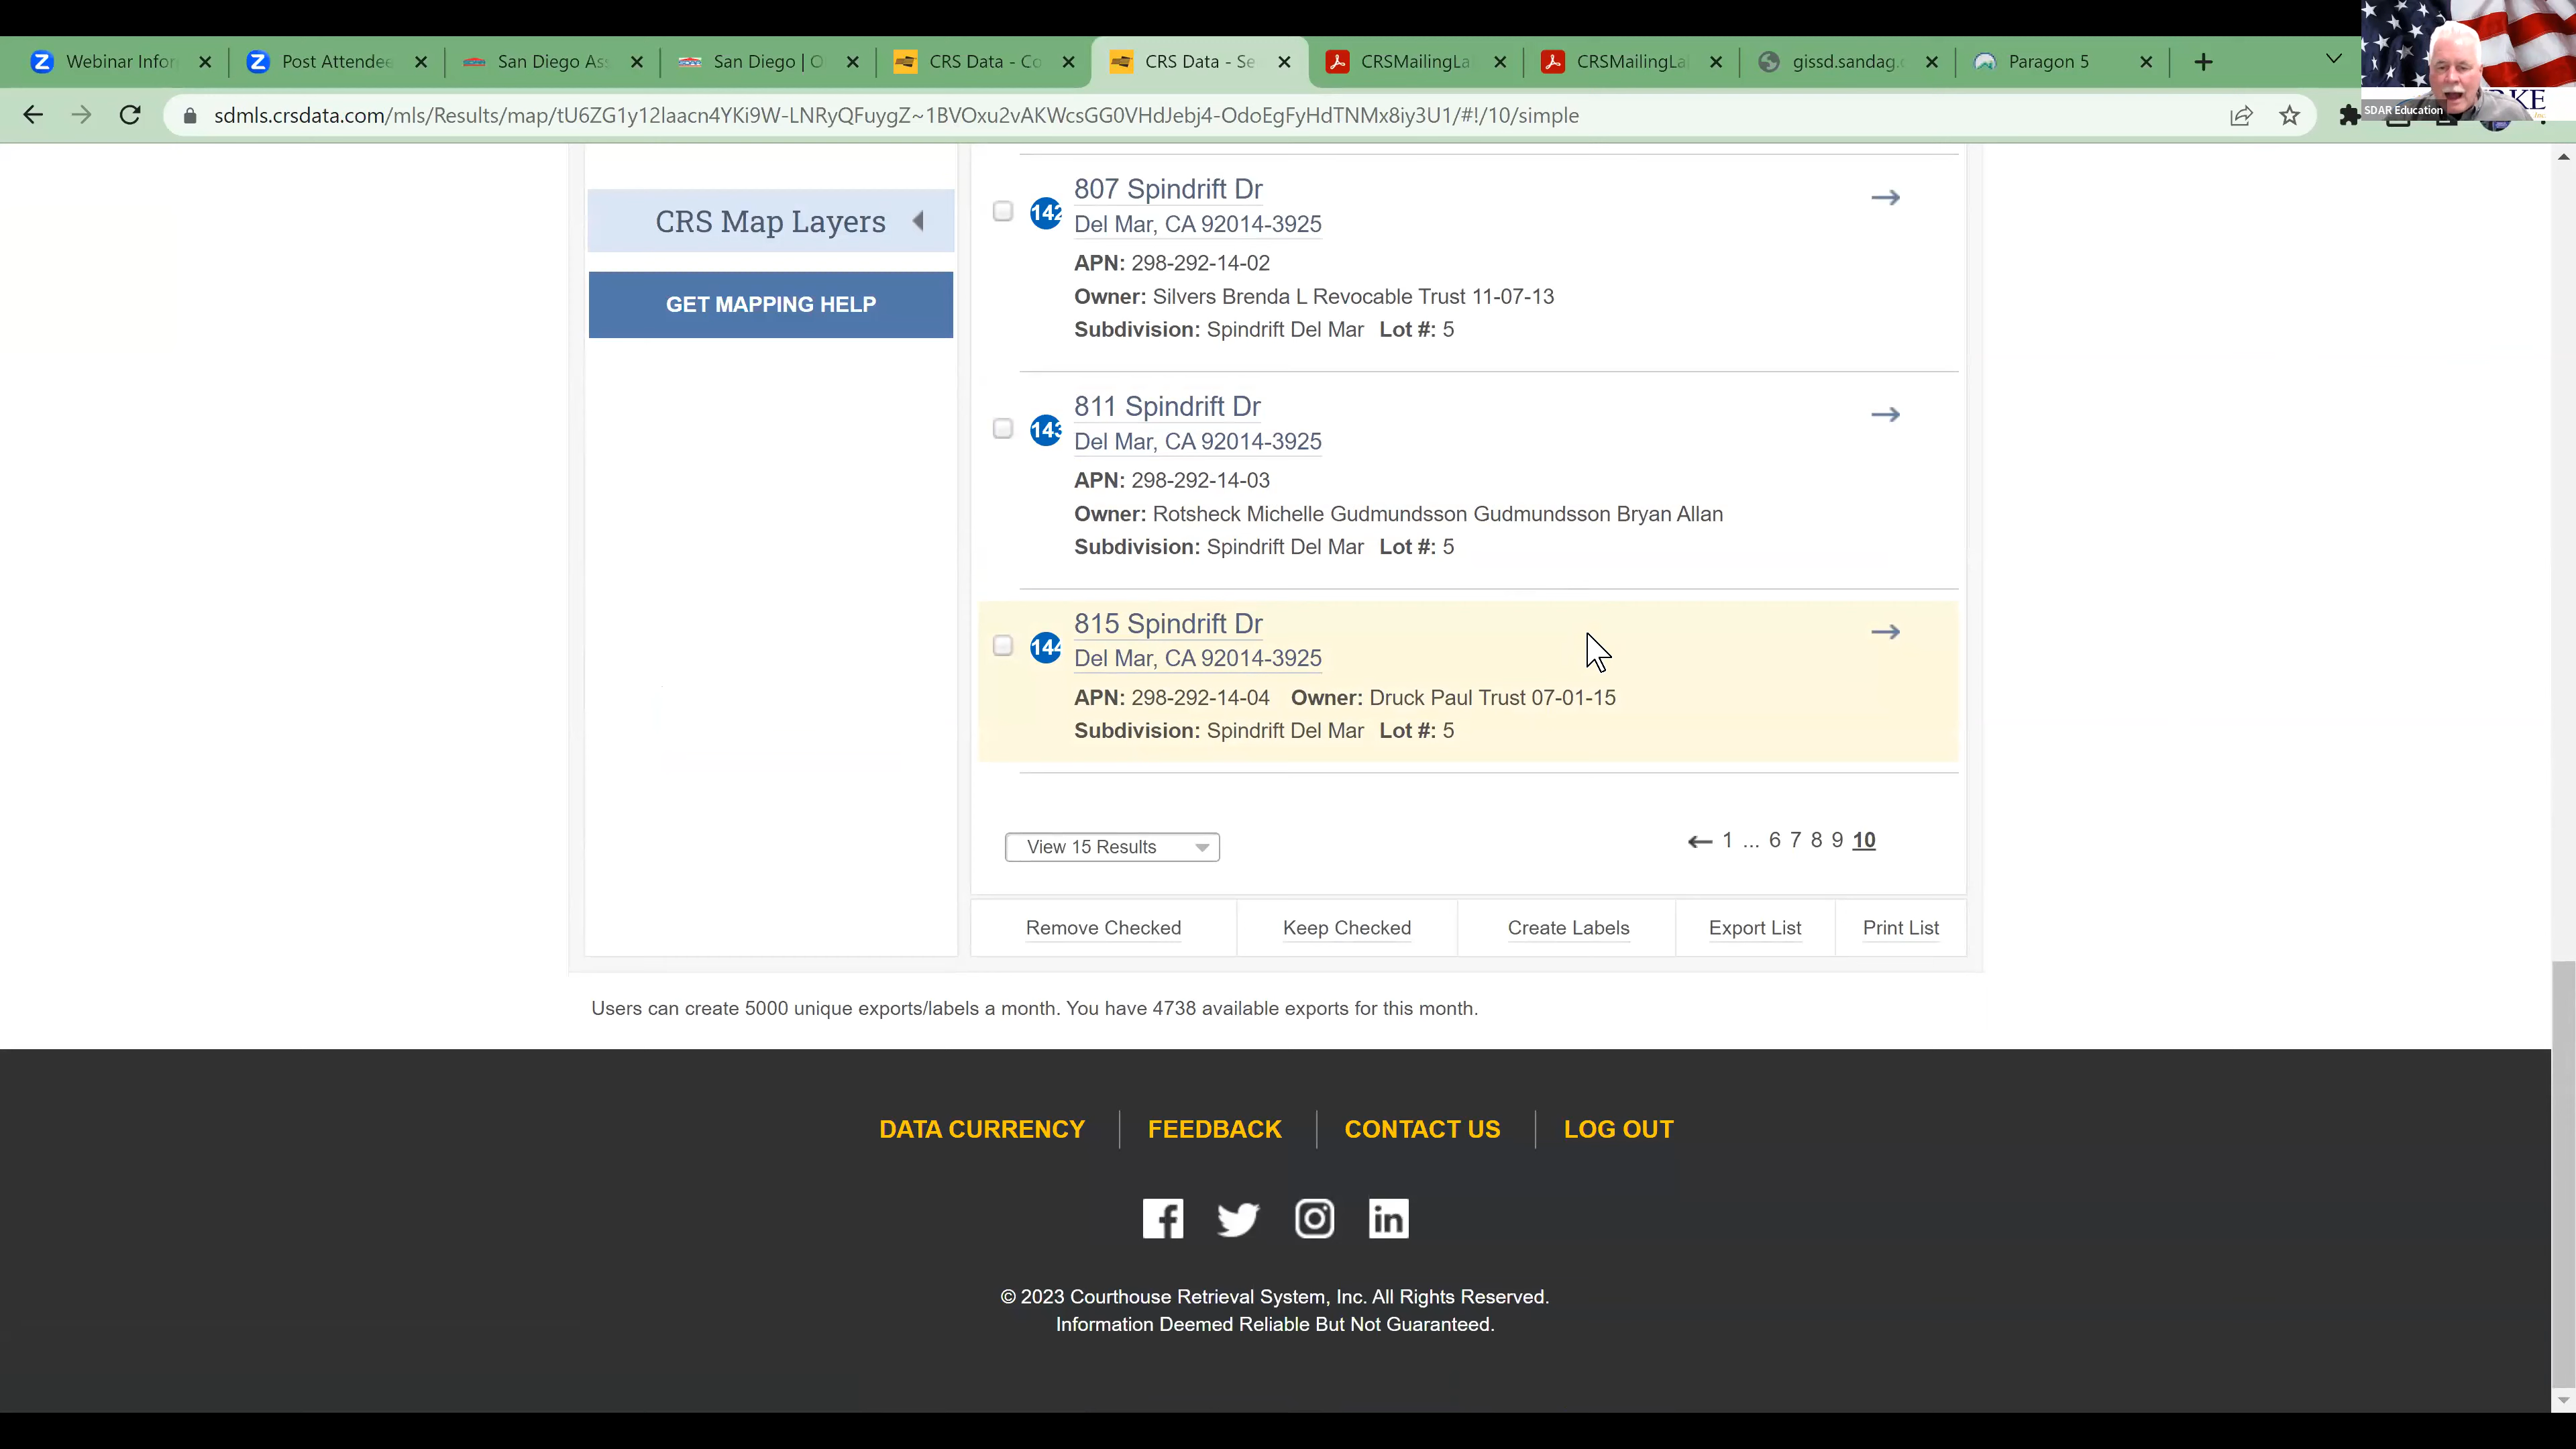 Webinar Infor
Post Attendee
San Diego Ass
San Diego | O
CRS Data - Co
CRS Data - Se
CRSMailingLa
CRSMailingLa
gissd.sandag.c
Paragon 5
sdmls.crsdata.com/mls/Results/map/tU6ZG1y12laacn4YKi9W-LNRyQFuygZ~1BVOxu2vAKWcsGG0VHdJebj4-OdoEgFyHdTNMx8iy3U1/#!/10/simple
SDAR Education
CRS Map Layers
GET MAPPING HELP
142
807 Spindrift Dr
Del Mar, CA 92014-3925
APN: 298-292-14-02
Owner: Silvers Brenda L Revocable Trust 11-07-13
Subdivision: Spindrift Del Mar Lot #: 5
143
811 Spindrift Dr
Del Mar, CA 92014-3925
APN: 298-292-14-03
Owner: Rotsheck Michelle Gudmundsson Gudmundsson Bryan Allan
Subdivision: Spindrift Del Mar Lot #: 5
144
815 Spindrift Dr
Del Mar, CA 92014-3925
APN: 298-292-14-04 Owner: Druck Paul Trust 07-01-15
Subdivision: Spindrift Del Mar Lot #: 5
View 15 Results
1 ... 6 7 8 9 10
Remove Checked Keep Checked Create Labels Export List Print List
Users can create 5000 unique exports/labels a month. You have 4738 available exports for this month.
DATA CURRENCY FEEDBACK CONTACT US LOG OUT
© 2023 Courthouse Retrieval System, Inc. All Rights Reserved.
Information Deemed Reliable But Not Guaranteed.